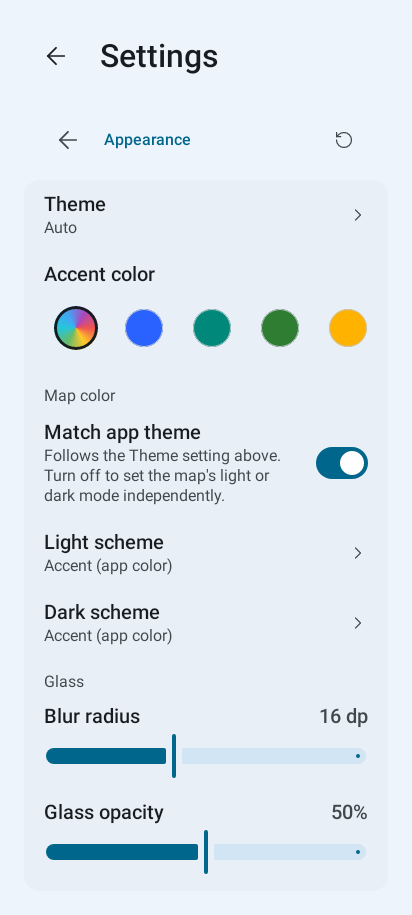 Settings
Appearance
Theme
Auto
Accent color
Map color
Match app theme
Follows the Theme setting above.
Turn off to set the map's light or
dark mode independently.
Light scheme
Accent (app color)
Dark scheme
Accent (app color)
Glass
Blur radius 16 dp
Glass opacity 50%